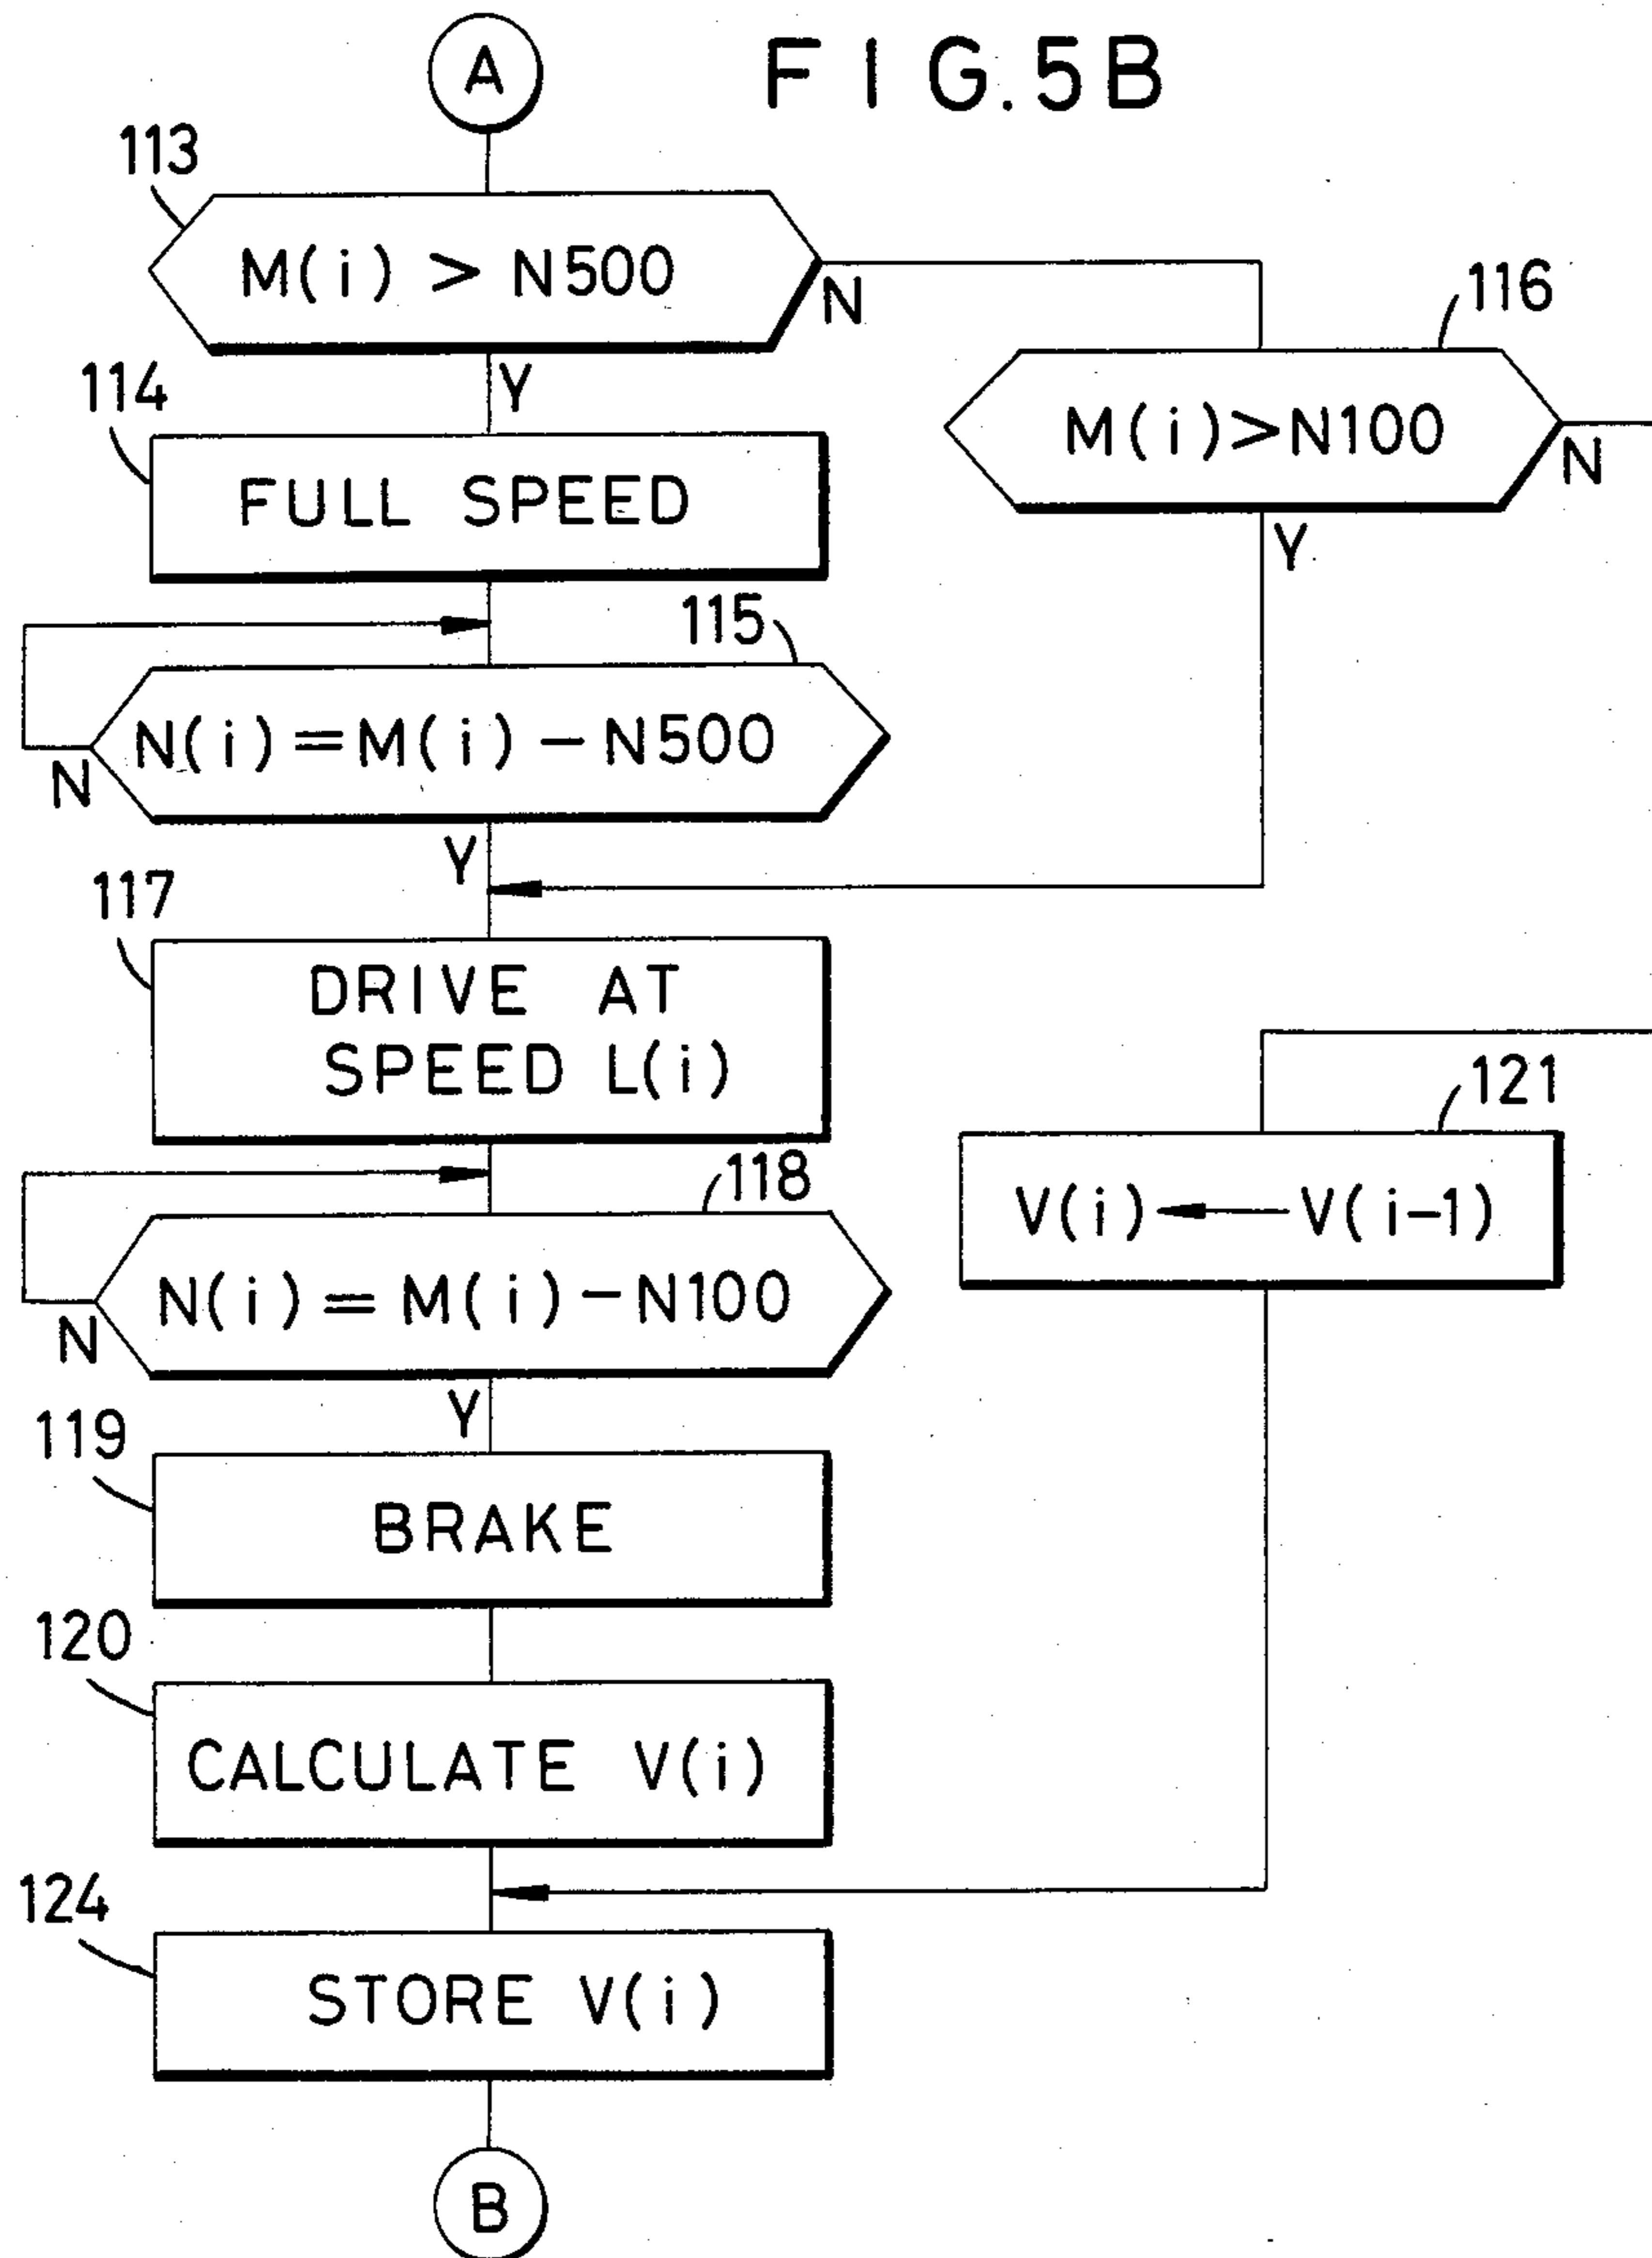 A
FIG.5B
113
M(i) > N500
N
Y
116
M(i)>N100
N
Y
114
FULL SPEED
115
N(i)=M(i)-N500
N
Y
117
DRIVE AT
SPEED L(i)
118
N(i)=M(i)-N100
N
Y
121
V(i)←V(i-1)
119
BRAKE
120
CALCULATE V(i)
124
STORE V(i)
B